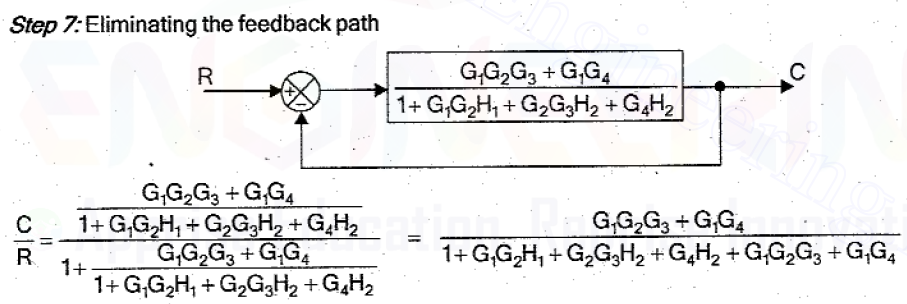 Step 7: Eliminating the feedback path
R
+
−
G₁G₂G₃ + G₁G₄
1 + G₁G₂H₁ + G₂G₃H₂ + G₄H₂
C
C/R = (G₁G₂G₃ + G₁G₄ / 1 + G₁G₂H₁ + G₂G₃H₂ + G₄H₂) / (1 + G₁G₂G₃ + G₁G₄ / 1 + G₁G₂H₁ + G₂G₃H₂ + G₄H₂) = G₁G₂G₃ + G₁G₄ / 1 + G₁G₂H₁ + G₂G₃H₂ + G₄H₂ + G₁G₂G₃ + G₁G₄